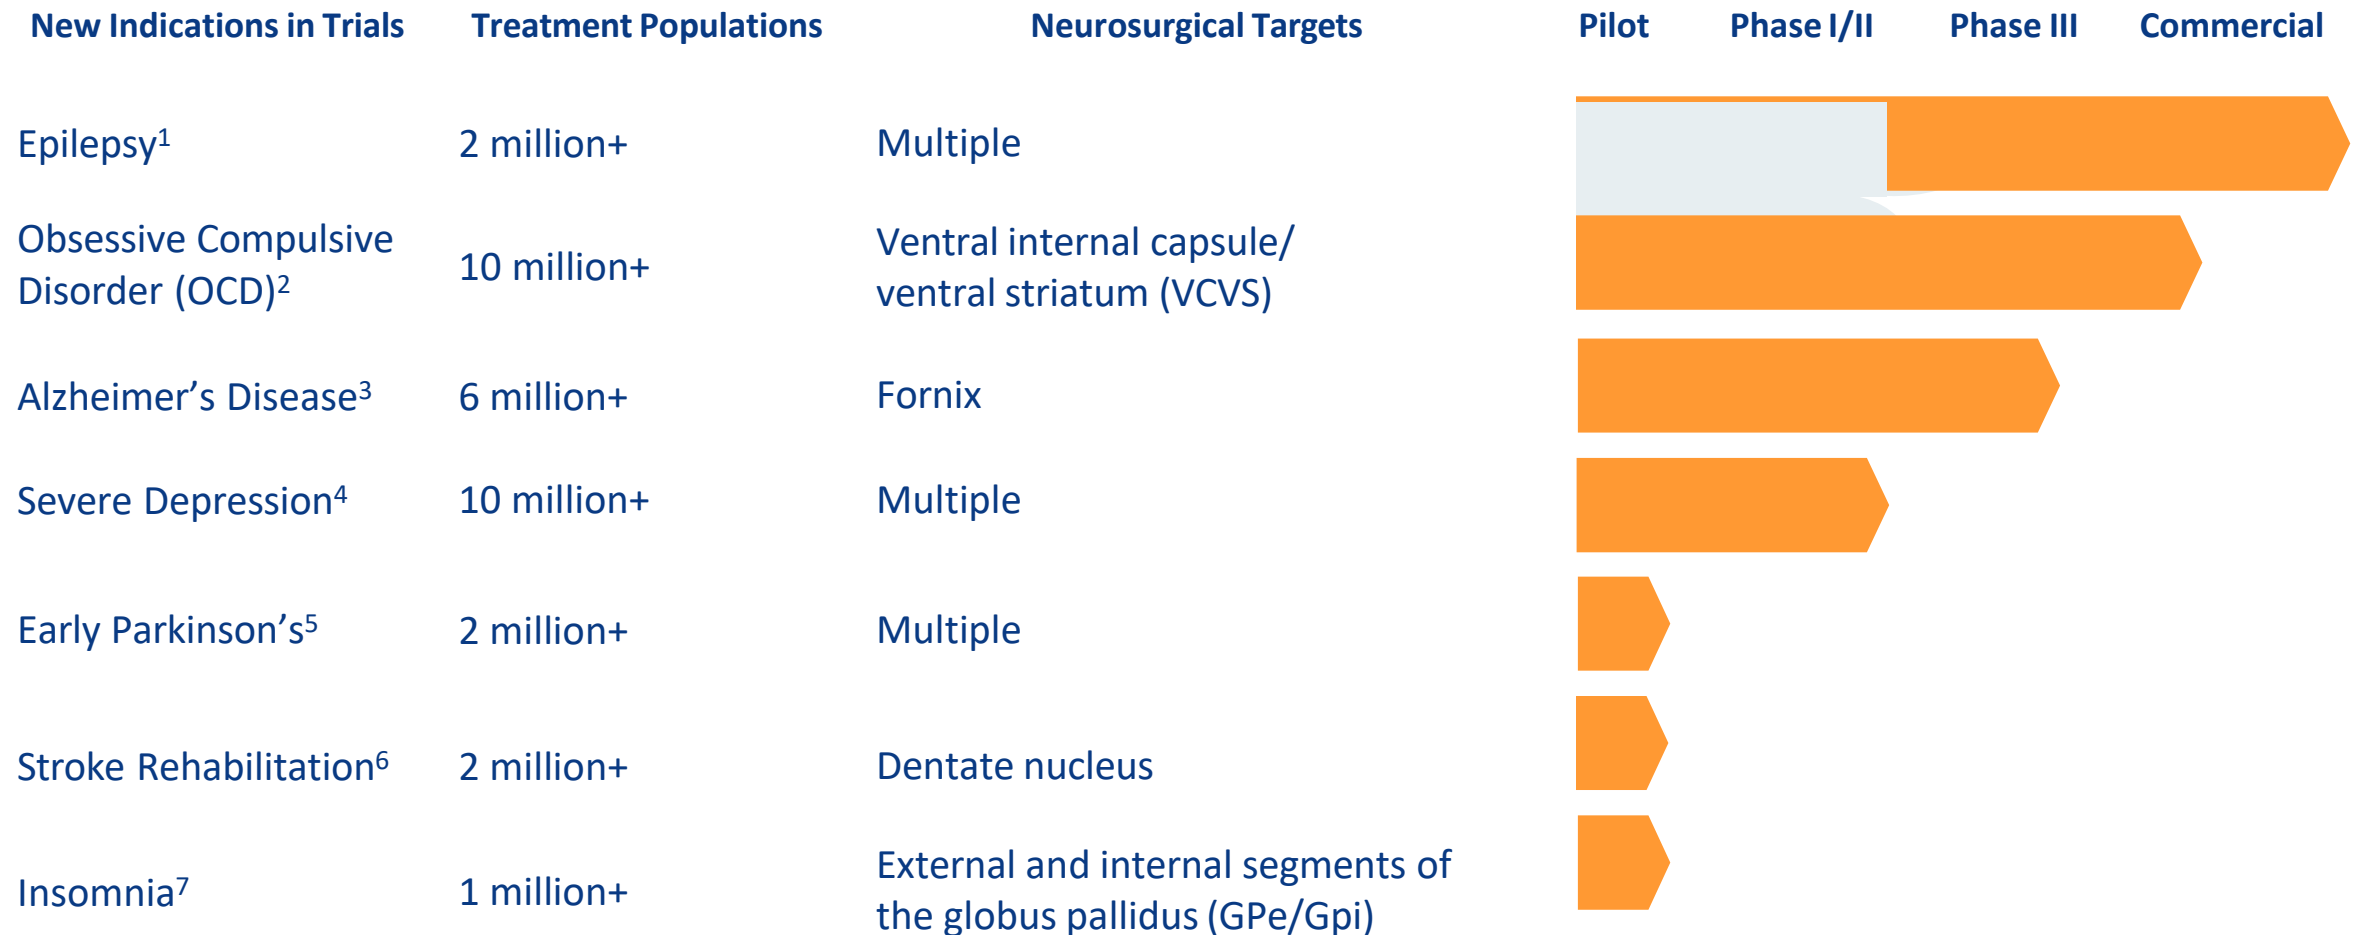 New Indications in Trials Treatment Populations Neurosurgical Targets Pilot Phase I/II Phase III Commercial
Epilepsy1 2 million+ Multiple
Obsessive Compulsive
Disorder (OCD)2
10 million+
Ventral internal capsule/
ventral striatum (VCVS)
Alzheimer’s Disease3 6 million+ Fornix
Severe Depression4 10 million+ Multiple
Early Parkinson’s5 2 million+ Multiple
Stroke Rehabilitation6 2 million+ Dentate nucleus
Insomnia7 1 million+
External and internal segments of
the globus pallidus (GPe/Gpi)